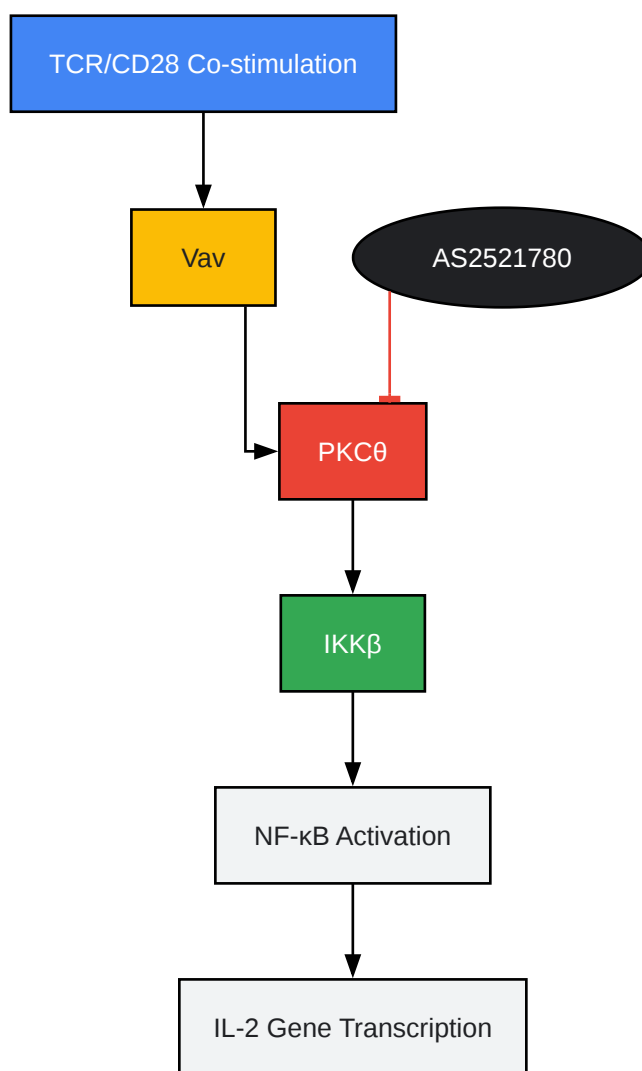 TCR/CD28 Co-stimulation
Vav
AS2521780
PKCθ
IKKβ
NF-κB Activation
IL-2 Gene Transcription